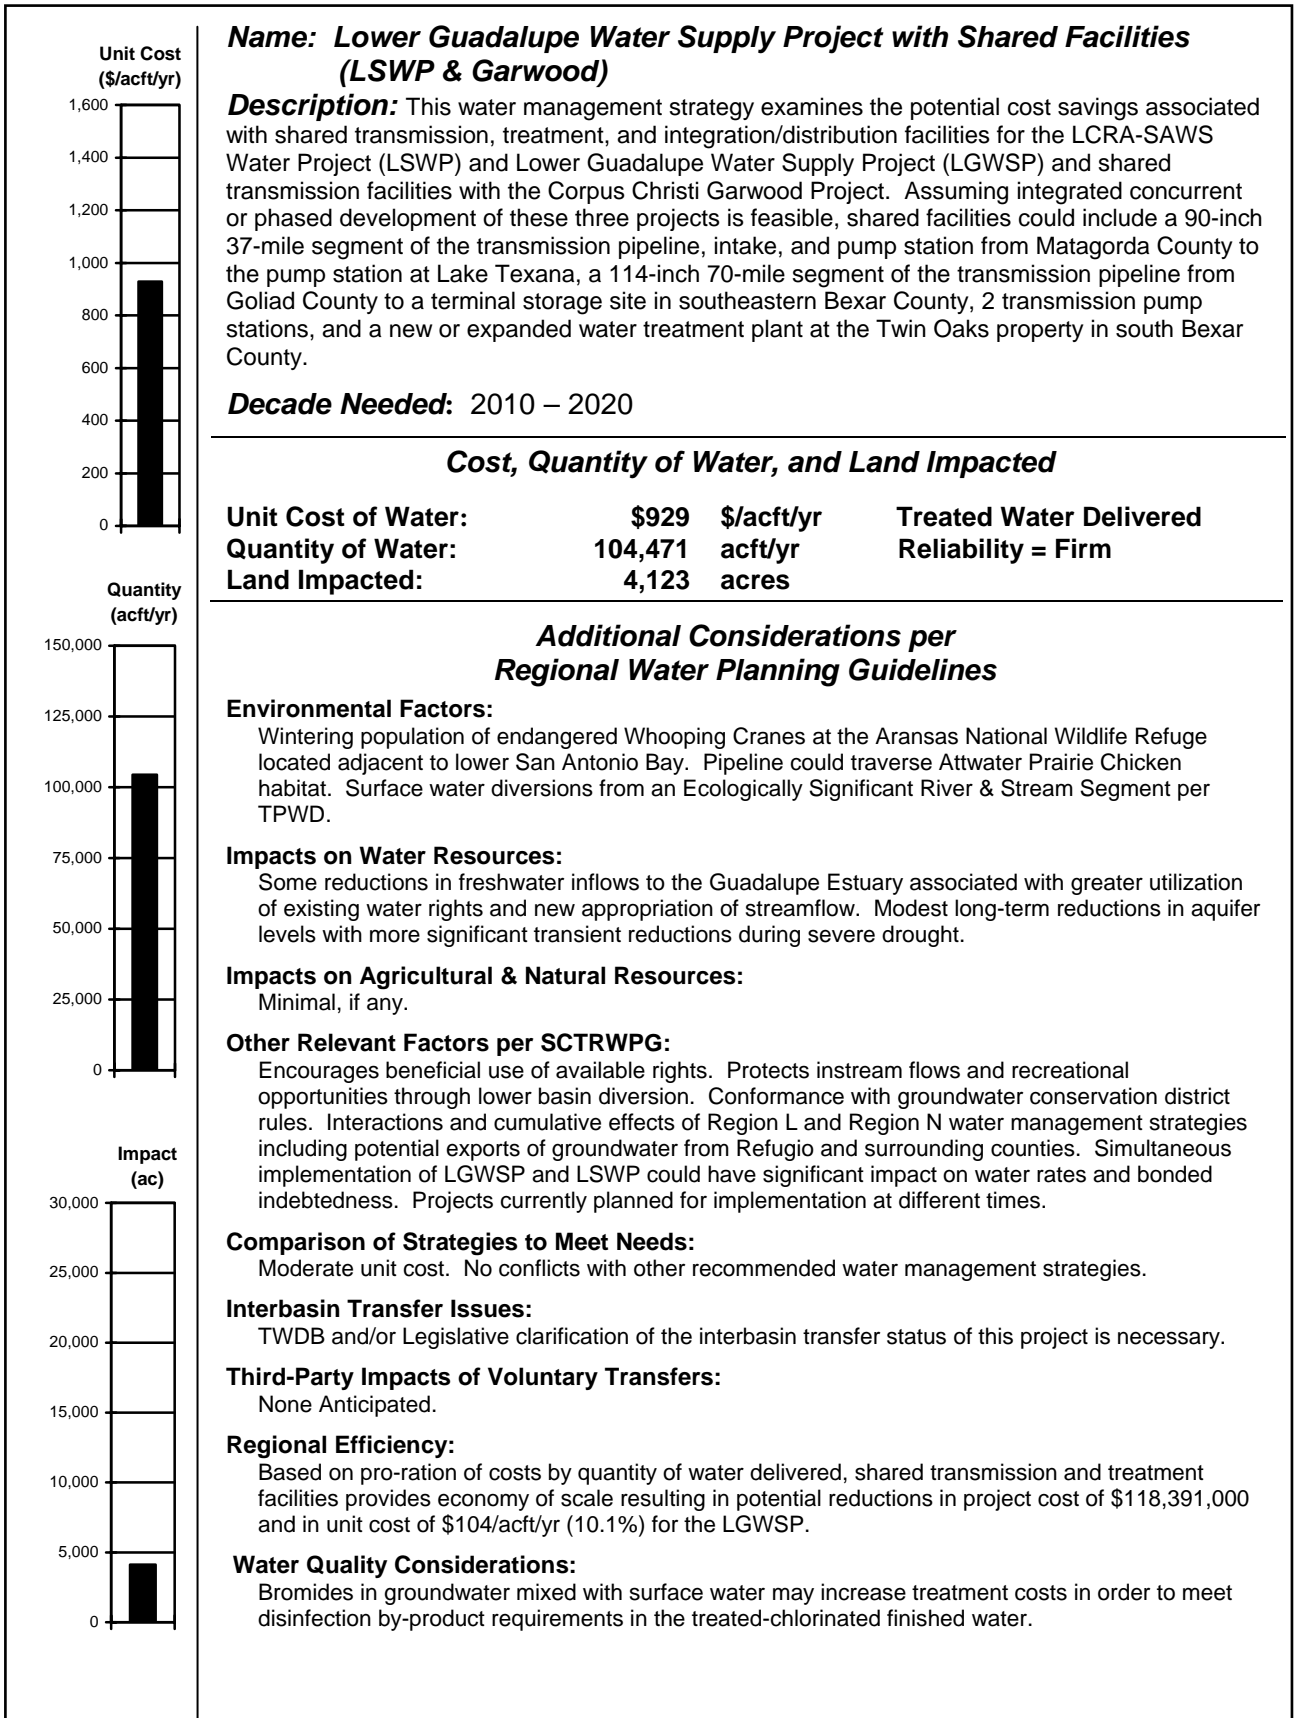 Unit Cost
($/acft/yr)
1,600
1,400
1,200
1,000
800
600
400
200
0
Quantity
(acft/yr)
150,000
125,000
100,000
75,000
50,000
25,000
0
Impact
(ac)
30,000
25,000
20,000
15,000
10,000
5,000
0
Name: Lower Guadalupe Water Supply Project with Shared Facilities
(LSWP & Garwood)
Description: This water management strategy examines the potential cost savings associated
with shared transmission, treatment, and integration/distribution facilities for the LCRA-SAWS
Water Project (LSWP) and Lower Guadalupe Water Supply Project (LGWSP) and shared
transmission facilities with the Corpus Christi Garwood Project. Assuming integrated concurrent
or phased development of these three projects is feasible, shared facilities could include a 90-inch
37-mile segment of the transmission pipeline, intake, and pump station from Matagorda County to
the pump station at Lake Texana, a 114-inch 70-mile segment of the transmission pipeline from
Goliad County to a terminal storage site in southeastern Bexar County, 2 transmission pump
stations, and a new or expanded water treatment plant at the Twin Oaks property in south Bexar
County.
Decade Needed: 2010 – 2020
Cost, Quantity of Water, and Land Impacted
Unit Cost of Water: $929 $/acft/yr Treated Water Delivered
Quantity of Water: 104,471 acft/yr Reliability = Firm
Land Impacted: 4,123 acres
Additional Considerations per
Regional Water Planning Guidelines
Environmental Factors:
Wintering population of endangered Whooping Cranes at the Aransas National Wildlife Refuge
located adjacent to lower San Antonio Bay. Pipeline could traverse Attwater Prairie Chicken
habitat. Surface water diversions from an Ecologically Significant River & Stream Segment per
TPWD.
Impacts on Water Resources:
Some reductions in freshwater inflows to the Guadalupe Estuary associated with greater utilization
of existing water rights and new appropriation of streamflow. Modest long-term reductions in aquifer
levels with more significant transient reductions during severe drought.
Impacts on Agricultural & Natural Resources:
Minimal, if any.
Other Relevant Factors per SCTRWPG:
Encourages beneficial use of available rights. Protects instream flows and recreational
opportunities through lower basin diversion. Conformance with groundwater conservation district
rules. Interactions and cumulative effects of Region L and Region N water management strategies
including potential exports of groundwater from Refugio and surrounding counties. Simultaneous
implementation of LGWSP and LSWP could have significant impact on water rates and bonded
indebtedness. Projects currently planned for implementation at different times.
Comparison of Strategies to Meet Needs:
Moderate unit cost. No conflicts with other recommended water management strategies.
Interbasin Transfer Issues:
TWDB and/or Legislative clarification of the interbasin transfer status of this project is necessary.
Third-Party Impacts of Voluntary Transfers:
None Anticipated.
Regional Efficiency:
Based on pro-ration of costs by quantity of water delivered, shared transmission and treatment
facilities provides economy of scale resulting in potential reductions in project cost of $118,391,000
and in unit cost of $104/acft/yr (10.1%) for the LGWSP.
Water Quality Considerations:
Bromides in groundwater mixed with surface water may increase treatment costs in order to meet
disinfection by-product requirements in the treated-chlorinated finished water.